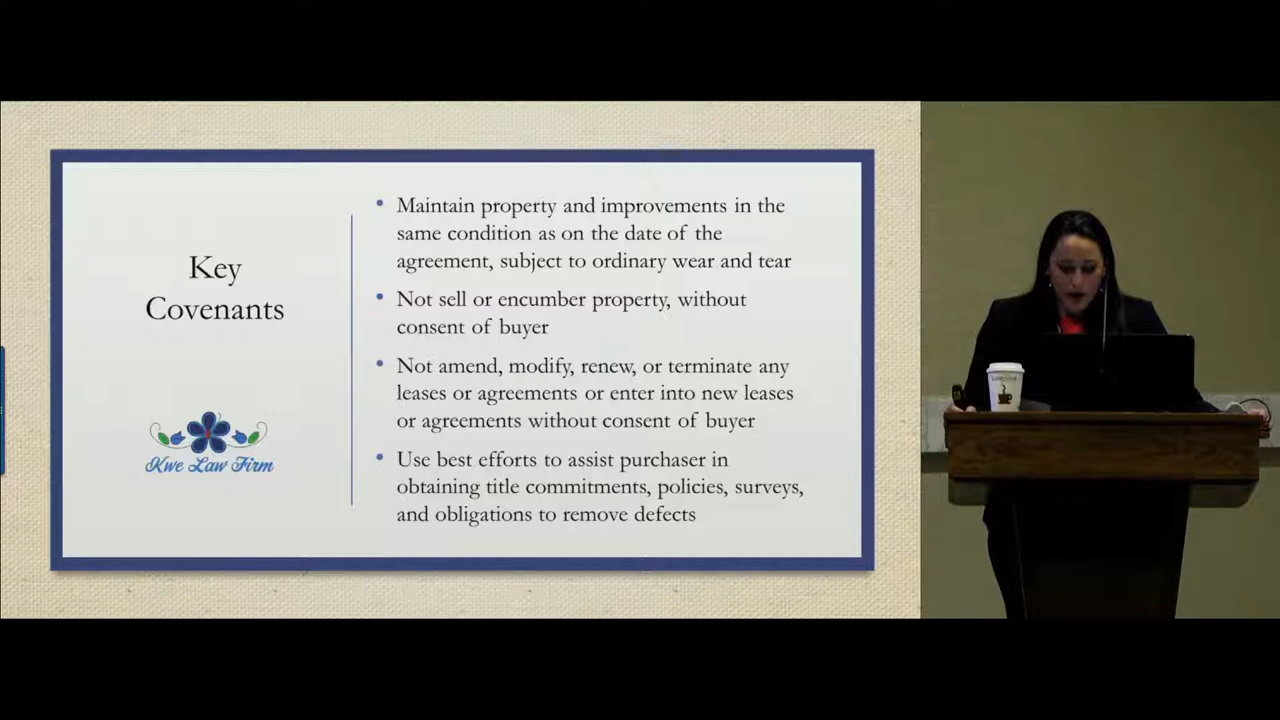 Key
Covenants
Kwe Law Firm
• Maintain property and improvements in the
same condition as on the date of the
agreement, subject to ordinary wear and tear
• Not sell or encumber property, without
consent of buyer
• Not amend, modify, renew, or terminate any
leases or agreements or enter into new leases
or agreements without consent of buyer
• Use best efforts to assist purchaser in
obtaining title commitments, policies, surveys,
and obligations to remove defects